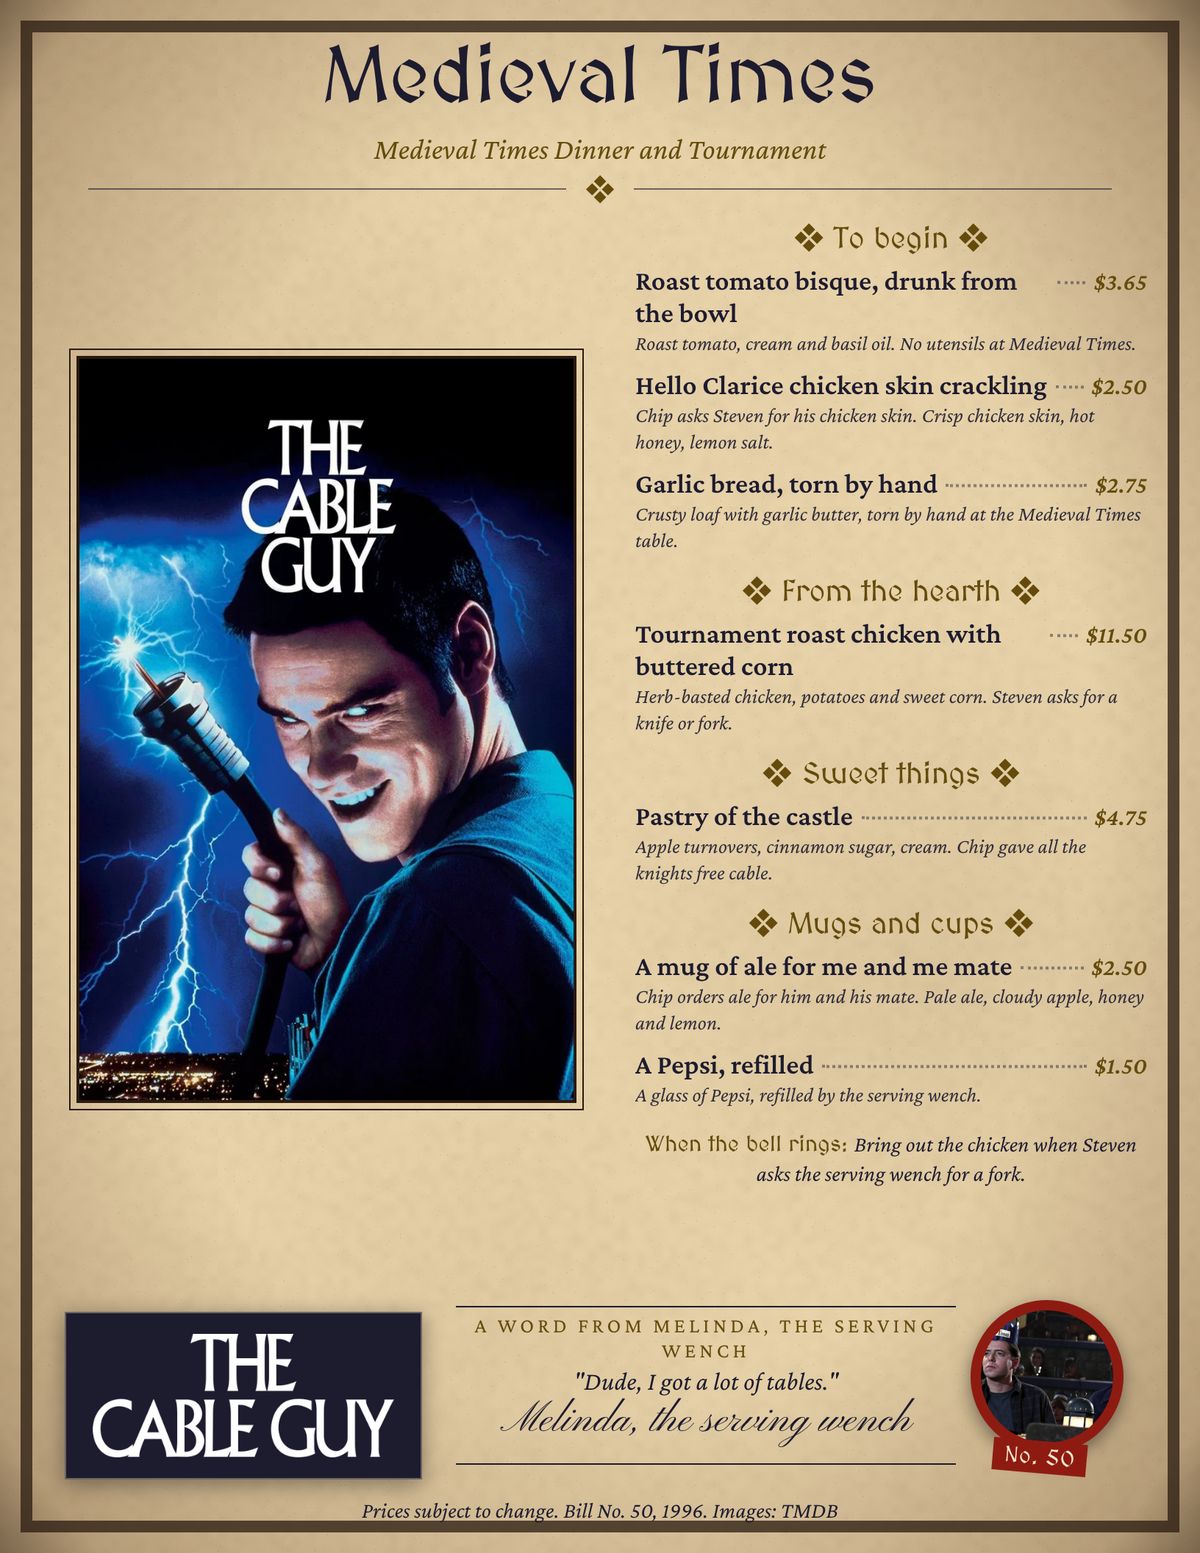 Medieval Times
Medieval Times Dinner and Tournament
To begin
Roast tomato bisque, drunk from the bowl ..... $3.65
Roast tomato, cream and basil oil. No utensils at Medieval Times.
Hello Clarice chicken skin crackling ..... $2.50
Chip asks Steven for his chicken skin. Crisp chicken skin, hot
honey, lemon salt.
Garlic bread, torn by hand ..... $2.75
Crusty loaf with garlic butter, torn by hand at the Medieval Times
table.
From the hearth
Tournament roast chicken with buttered corn ..... $11.50
Herb-basted chicken, potatoes and sweet corn. Steven asks for a
knife or fork.
Sweet things
Pastry of the castle ..... $4.75
Apple turnovers, cinnamon sugar, cream. Chip gave all the
knights free cable.
Mugs and cups
A mug of ale for me and me mate ..... $2.50
Chip orders ale for him and his mate. Pale ale, cloudy apple, honey
and lemon.
A Pepsi, refilled ..... $1.50
A glass of Pepsi, refilled by the serving wench.
When the bell rings: Bring out the chicken when Steven
asks the serving wench for a fork.
THE
CABLE
GUY
THE
CABLE GUY
A WORD FROM MELINDA, THE SERVING
WENCH
"Dude, I got a lot of tables."
Melinda, the serving wench
No. 50
Prices subject to change. Bill No. 50, 1996. Images: TMDB